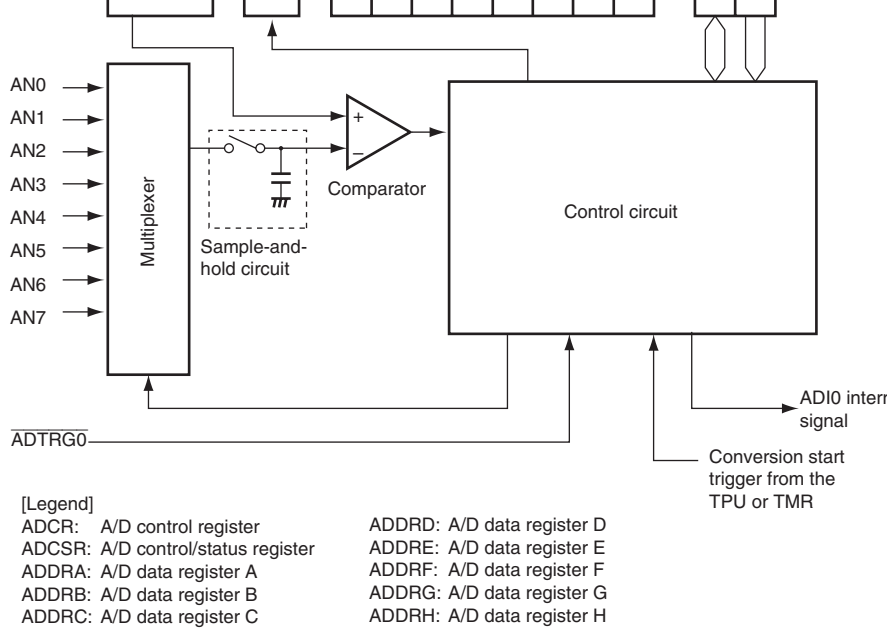 AN0
AN1
AN2
AN3
AN4
AN5
AN6
AN7
Multiplexer
Sample-and-
hold circuit
+
–
Comparator
Control circuit
ADTRG0
ADI0
signal
Conversion start
trigger from the
TPU or TMR
[Legend]
ADCR: A/D control register
ADCSR: A/D control/status register
ADDRA: A/D data register A
ADDRB: A/D data register B
ADDRC: A/D data register C
ADDRD: A/D data register D
ADDRE: A/D data register E
ADDRF: A/D data register F
ADDRG: A/D data register G
ADDRH: A/D data register H